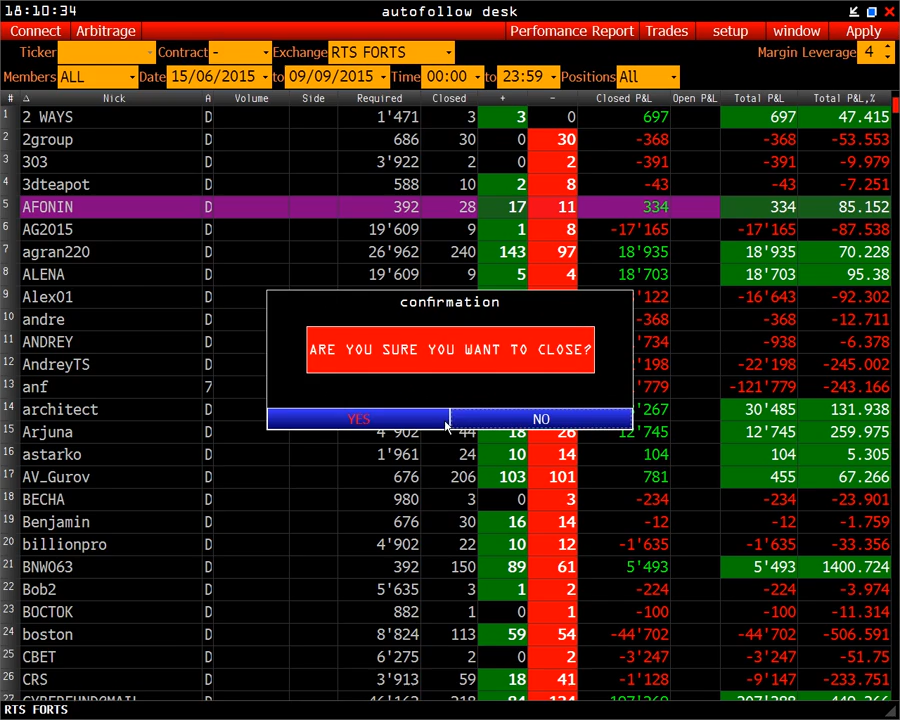 18:10:34 autofollow desk
Connect Arbitrage Perfomance Report Trades setup window Apply
Ticker Contract - Exchange RTS FORTS Margin Leverage 4
Members ALL Date 15/06/2015 to 09/09/2015 Time 00:00 to 23:59 Positions All
# Nick A Volume Side Required Closed + - Closed P&L Open P&L Total P&L Total P&L,%
1 2 WAYS D 1'471 3 3 0 697 697 47.415
2 2group D 686 30 0 30 -368 -368 -53.553
3 303 D 3'922 2 0 2 -391 -391 -9.979
4 3dteapot D 588 10 2 8 -43 -43 -7.251
5 AFONIN D 392 28 17 11 334 334 85.152
6 AG2015 D 19'609 9 1 8 -17'165 -17'165 -87.538
7 agran220 D 26'962 240 143 97 18'935 18'935 70.228
8 ALENA D 19'609 9 5 4 18'703 18'703 95.38
9 Alex01 D '122 -16'643 -92.302
confirmation
10 andre D -368 -368 -12.711
11 ANDREY D '734 -938 -6.378
ARE YOU SURE YOU WANT TO CLOSE?
12 AndreyTS D '198 -22'198 -245.002
13 anf 7 '779 -121'779 -243.166
14 architect D '267 30'485 131.938
YES NO
15 Arjuna D 4'902 44 18 26 12'745 12'745 259.975
16 astarko D 1'961 24 10 14 104 104 5.305
17 AV_Gurov D 676 206 103 101 781 455 67.266
18 BECHA D 980 3 0 3 -234 -234 -23.901
19 Benjamin D 676 30 16 14 -12 -12 -1.759
20 billionpro D 4'902 22 10 12 -1'635 -1'635 -33.356
21 BNW063 D 392 150 89 61 5'493 5'493 1400.724
22 Bob2 D 5'635 3 1 2 -224 -224 -3.974
23 BOCTOK D 882 1 0 1 -100 -100 -11.314
24 boston D 8'824 113 59 54 -44'702 -44'702 -506.591
25 CBET D 6'275 2 0 2 -3'247 -3'247 -51.75
26 CRS D 3'913 59 18 41 -1'128 -9'147 -233.751
27
RTS FORTS